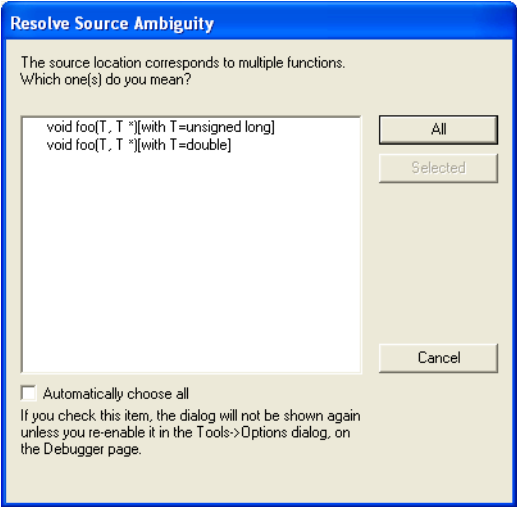 Resolve Source Ambiguity
The source location corresponds to multiple functions.
Which one(s) do you mean?
void foo(T, T *)[with T=unsigned long]
void foo(T, T *)[with T=double]
All
Selected
Cancel
Automatically choose all
If you check this item, the dialog will not be shown again
unless you re-enable it in the Tools->Options dialog, on
the Debugger page.